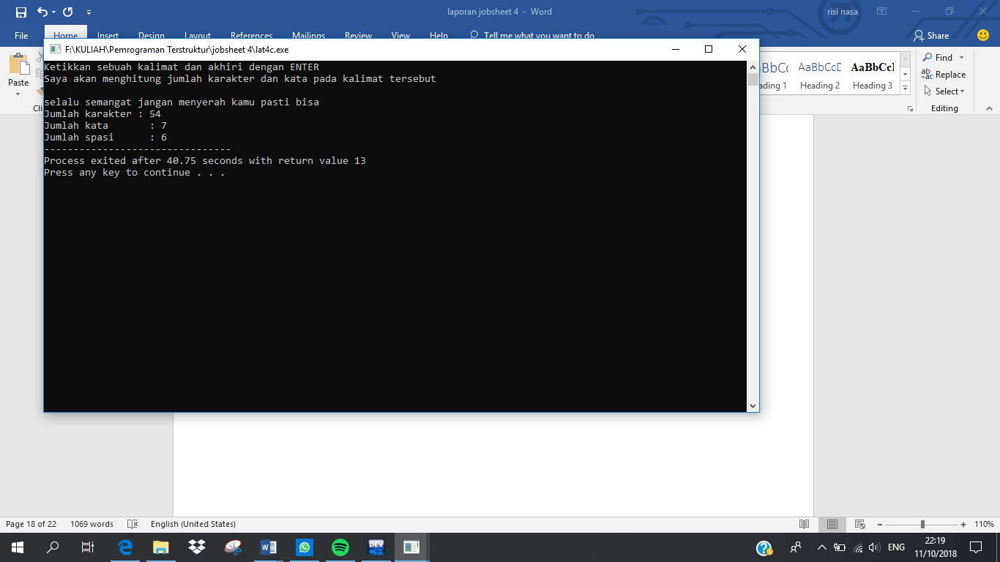 laporan jobsheet 4 - Word
risi nasa
File Home Insert Design Layout References Mailings Review View Help Tell me what you want to do
Share
F:\KULIAH\Pemrograman Terstruktur\jobsheet 4\lat4c.exe
Paste
Cli
BbCc AaBbCcD AaBbCcI
ading 1 Heading 2 Heading 3
Find
Replace
Select
Editing
Ketikkan sebuah kalimat dan akhiri dengan ENTER
Saya akan menghitung jumlah karakter dan kata pada kalimat tersebut
selalu semangat jangan menyerah kamu pasti bisa
Jumlah karakter : 54
Jumlah kata : 7
Jumlah spasi : 6
--------------------------------
Process exited after 40.75 seconds with return value 13
Press any key to continue . . .
Page 18 of 22 1069 words English (United States)
110%
DEV
ENG
22:19
11/10/2018